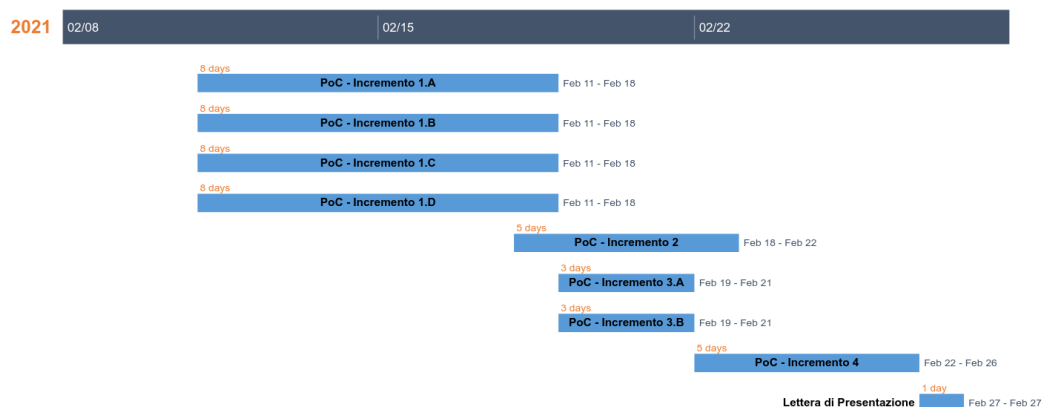 2021 02/08 02/15 02/22
8 days
PoC - Incremento 1.A Feb 11 - Feb 18
8 days
PoC - Incremento 1.B Feb 11 - Feb 18
8 days
PoC - Incremento 1.C Feb 11 - Feb 18
8 days
PoC - Incremento 1.D Feb 11 - Feb 18
5 days
PoC - Incremento 2 Feb 18 - Feb 22
3 days
PoC - Incremento 3.A Feb 19 - Feb 21
3 days
PoC - Incremento 3.B Feb 19 - Feb 21
5 days
PoC - Incremento 4 Feb 22 - Feb 26
1 day
Lettera di Presentazione Feb 27 - Feb 27